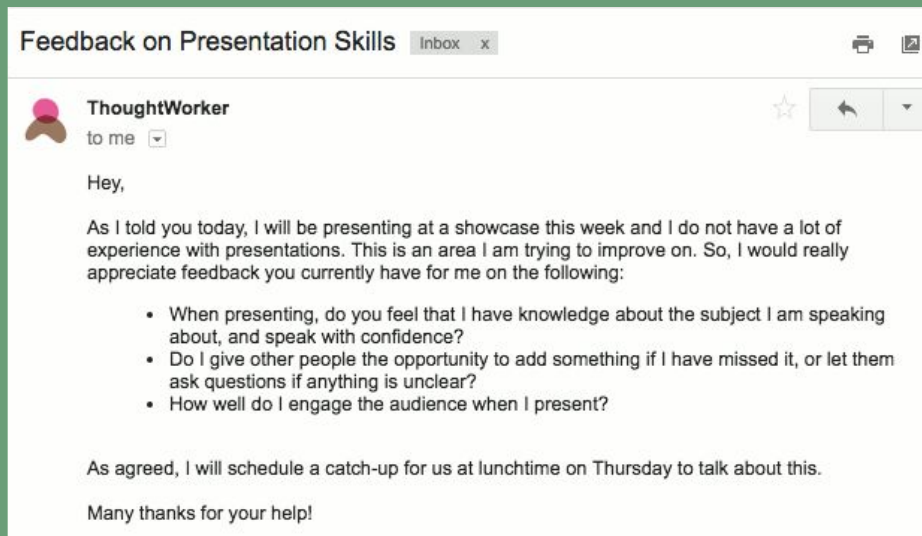 Feedback on Presentation Skills Inbox x
ThoughtWorker
to me
Hey,
As I told you today, I will be presenting at a showcase this week and I do not have a lot of
experience with presentations. This is an area I am trying to improve on. So, I would really
appreciate feedback you currently have for me on the following:
• When presenting, do you feel that I have knowledge about the subject I am speaking
about, and speak with confidence?
• Do I give other people the opportunity to add something if I have missed it, or let them
ask questions if anything is unclear?
• How well do I engage the audience when I present?
As agreed, I will schedule a catch-up for us at lunchtime on Thursday to talk about this.
Many thanks for your help!